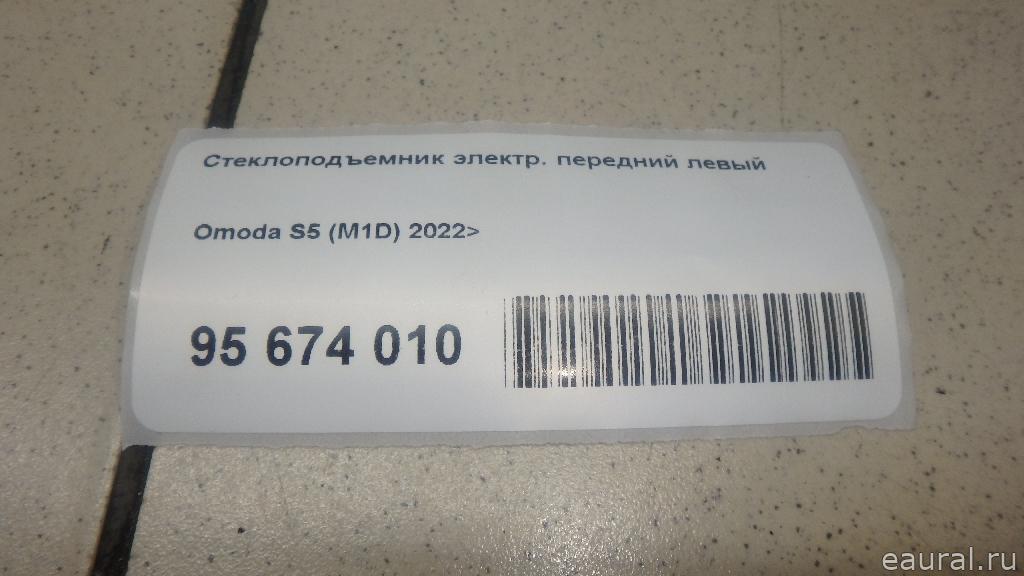 Стеклоподъемник электр. передний левый
Omoda S5 (M1D) 2022>
95 674 010
eaural.ru